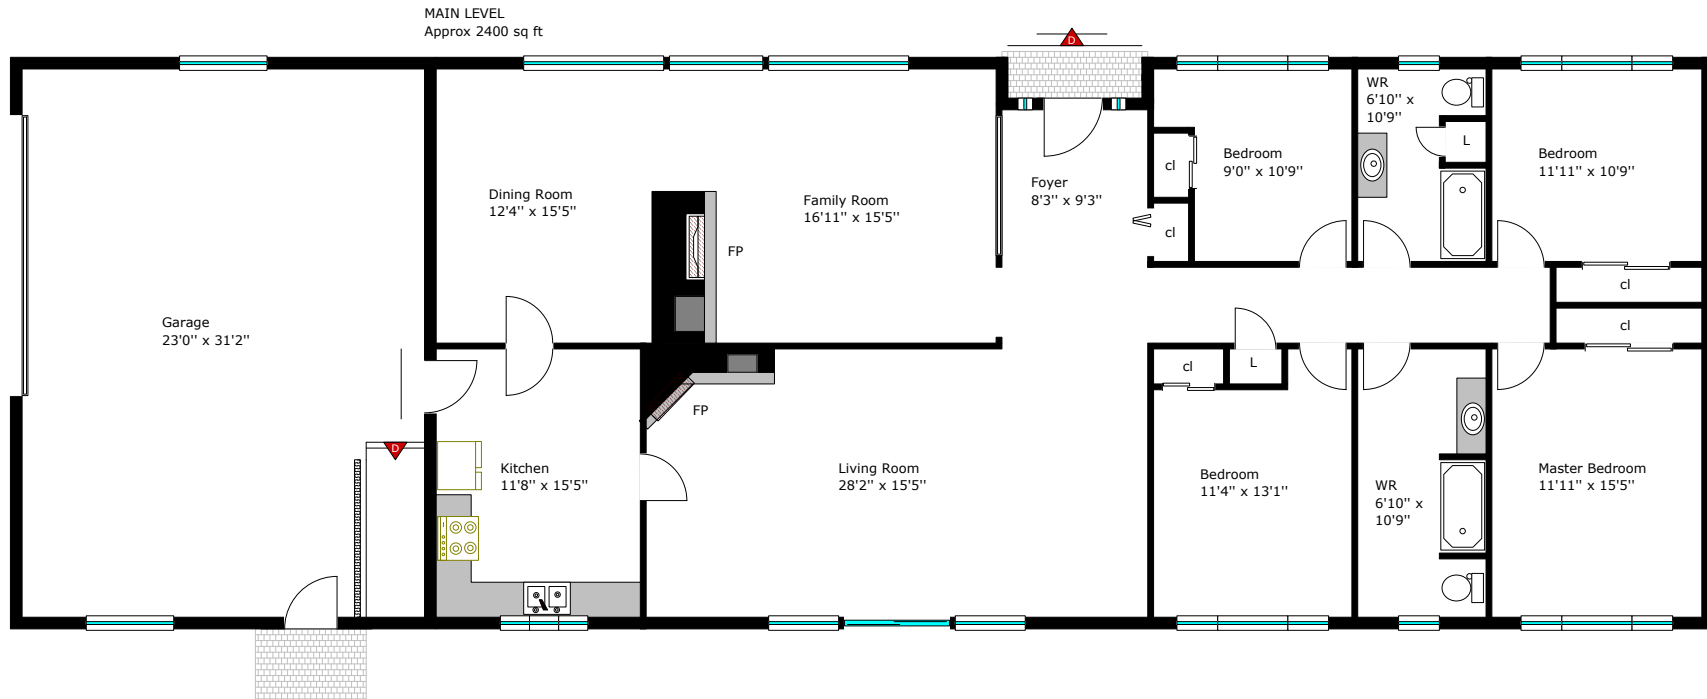 MAIN LEVEL
Approx 2400 sq ft
D
WR
6'10'' x
10'9''
L
Bedroom
9'0'' x 10'9''
Bedroom
11'11'' x 10'9''
cl
Foyer
8'3'' x 9'3''
Dining Room
12'4'' x 15'5''
Family Room
16'11'' x 15'5''
cl
FP
cl
Garage
23'0'' x 31'2''
cl
cl
L
FP
D
Kitchen
11'8'' x 15'5''
Living Room
28'2'' x 15'5''
Bedroom
11'4'' x 13'1''
WR
6'10'' x
10'9''
Master Bedroom
11'11'' x 15'5''